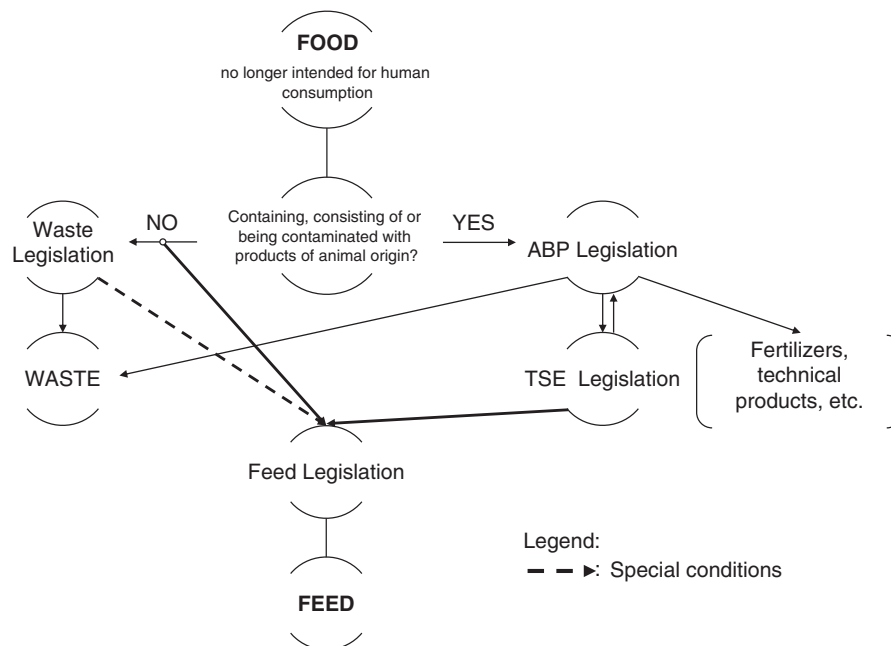 FOOD
no longer intended for human
consumption
Containing, consisting of or
being contaminated with
products of animal origin?
NO
YES
Waste
Legislation
ABP Legislation
WASTE
TSE Legislation
Fertilizers,
technical
products, etc.
Feed Legislation
FEED
Legend:
: Special conditions